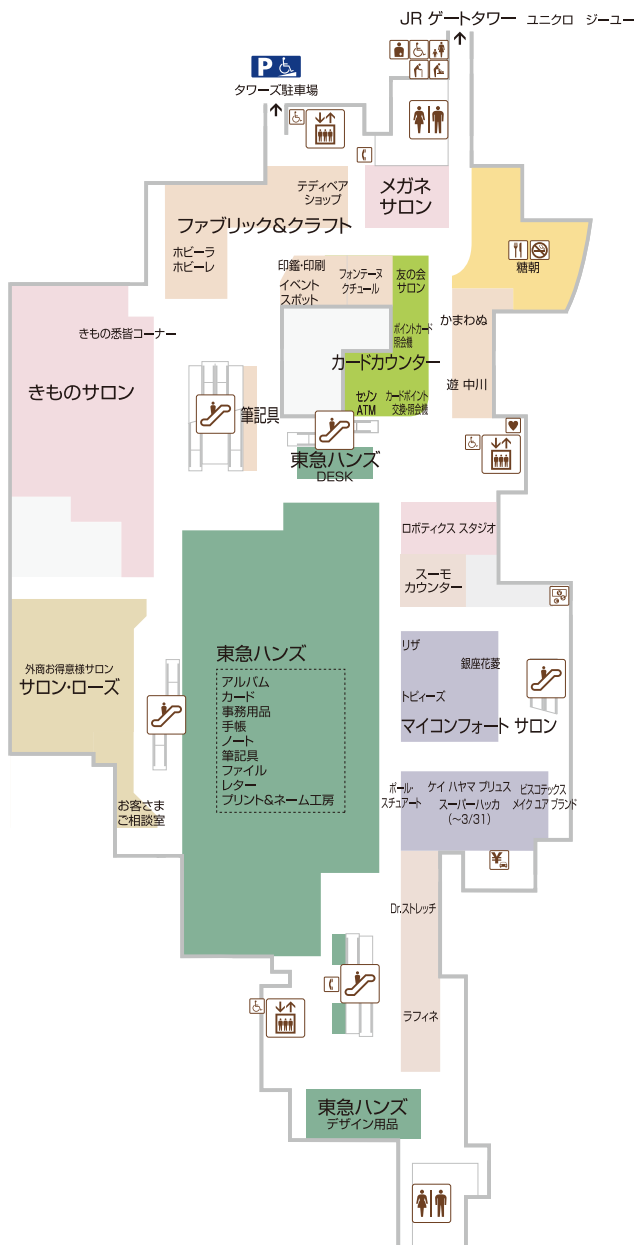 JR ゲートタワー ユニクロ ジーユー
P
タワーズ駐車場
テディベア
ショップ
ファブリック&クラフト
ホビーラ
ホビーレ
メガネ
サロン
糖朝
印鑑・印刷
イベント
スポット
フォンテーヌ
クチュール
友の会
サロン
ポイントカード
照会機
カードカウンター
セゾン
ATM
カードポイント
交換・照会機
かまわぬ
遊 中川
きもの悉皆コーナー
きものサロン
筆記具
東急ハンズ
DESK
ロボティクス スタジオ
スーモ
カウンター
外商お得意様サロン
サロン・ローズ
お客さま
ご相談室
東急ハンズ
アルバム
カード
事務用品
手帳
ノート
筆記具
ファイル
レター
プリント&ネーム工房
リザ
銀座花菱
トビィーズ
マイコンフォート サロン
ポール・
スチュアート
ケイ ハヤマ プリュス
スーパーハッカ
(〜3/31)
ビスコテックス
メイク ユア ブランド
¥
Dr.ストレッチ
ラフィネ
東急ハンズ
デザイン用品